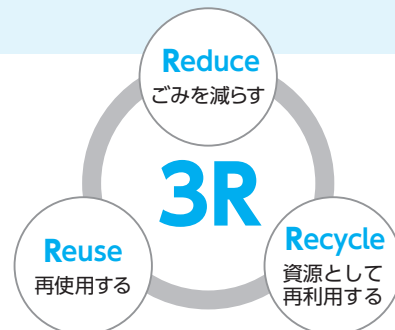 Reduce
ごみを減らす
3R
Reuse
再使用する
Recycle
資源として
再利用する